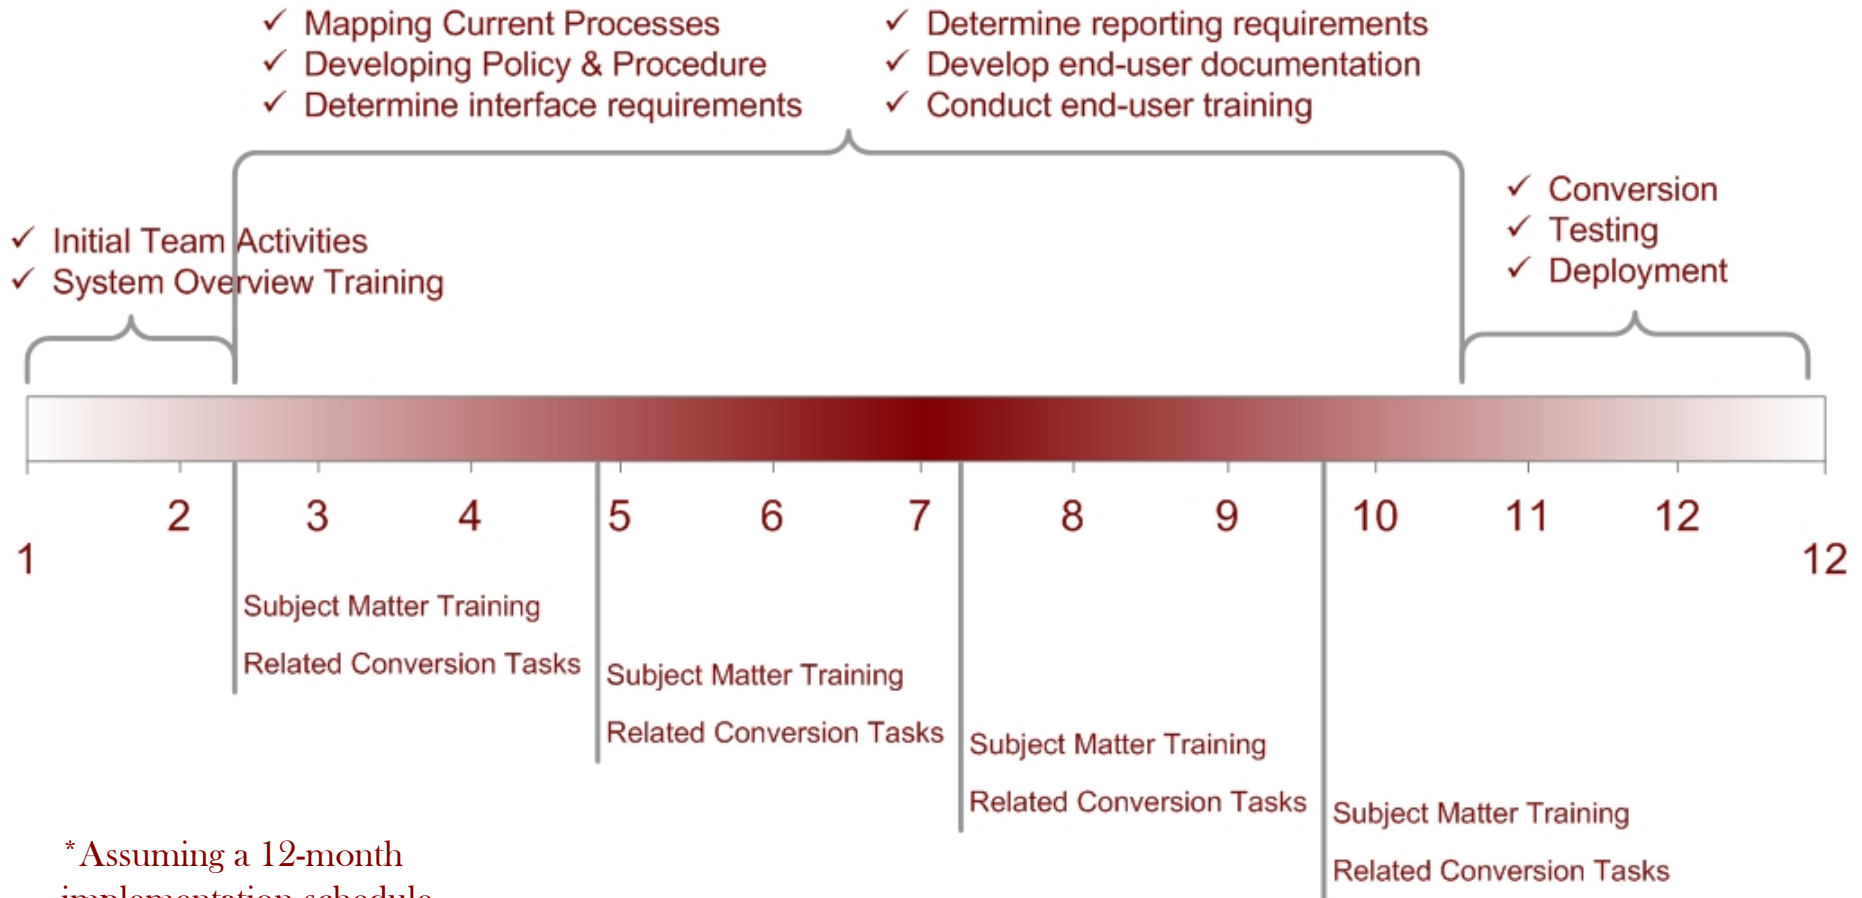 ✓ Mapping Current Processes
✓ Developing Policy & Procedure
✓ Determine interface requirements
✓ Determine reporting requirements
✓ Develop end-user documentation
✓ Conduct end-user training
✓ Initial Team Activities
✓ System Overview Training
✓ Conversion
✓ Testing
✓ Deployment
2 3 4 5 6 7 8 9 10 11 12
1 12
Subject Matter Training
Related Conversion Tasks
Subject Matter Training
Related Conversion Tasks
Subject Matter Training
Related Conversion Tasks
Subject Matter Training
Related Conversion Tasks
*Assuming a 12-month
implementation schedule